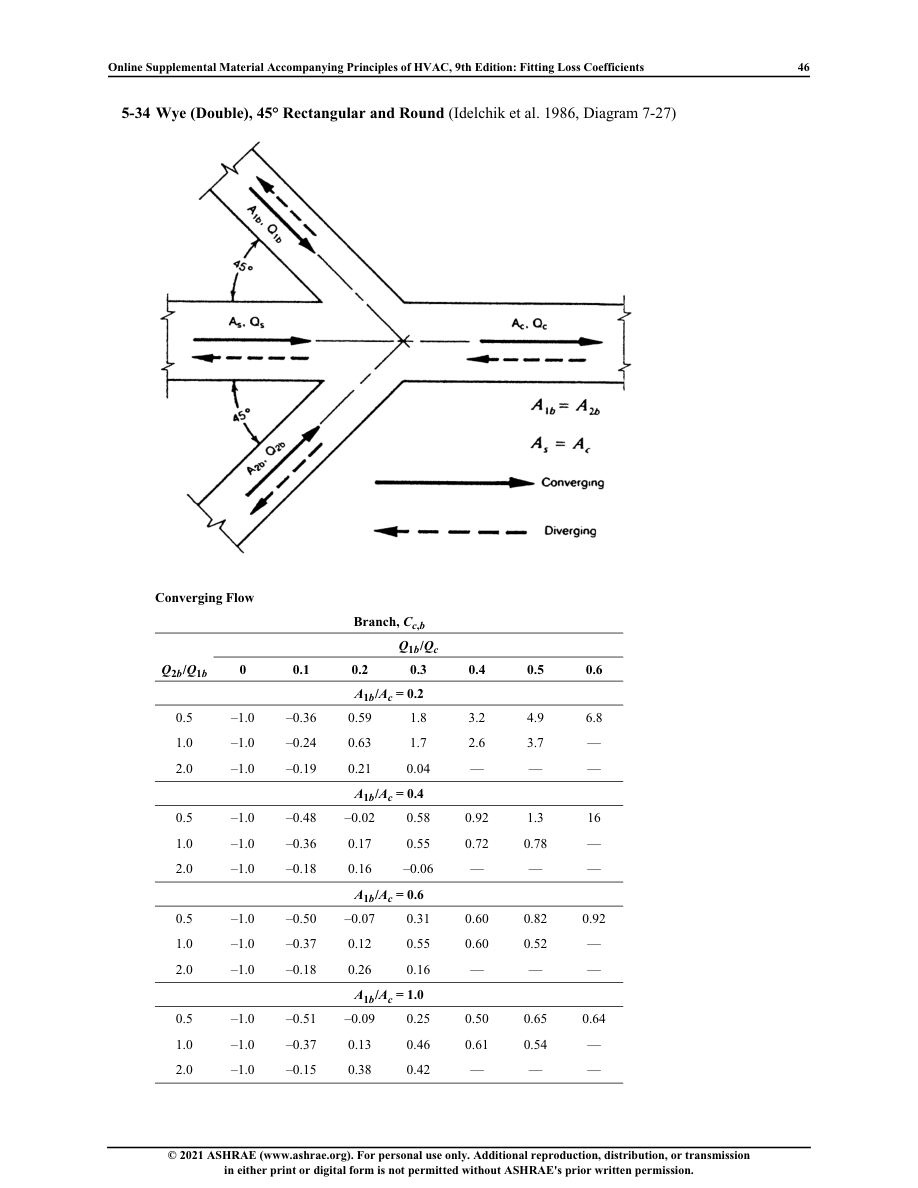 Online Supplemental Material Accompanying Principles of HVAC, 9th Edition: Fitting Loss Coefficients 46
5-34 Wye (Double), 45° Rectangular and Round (Idelchik et al. 1986, Diagram 7-27)
A1b, Q1b
45°
As, Qs
Ac, Qc
45°
A2b, Q2b
A1b = A2b
As = Ac
Converging
Diverging
Converging Flow
Branch, Cc,b
Q1b/Qc
Q2b/Q1b 0 0.1 0.2 0.3 0.4 0.5 0.6
A1b/Ac = 0.2
0.5 –1.0 –0.36 0.59 1.8 3.2 4.9 6.8
1.0 –1.0 –0.24 0.63 1.7 2.6 3.7 —
2.0 –1.0 –0.19 0.21 0.04 — — —
A1b/Ac = 0.4
0.5 –1.0 –0.48 –0.02 0.58 0.92 1.3 16
1.0 –1.0 –0.36 0.17 0.55 0.72 0.78 —
2.0 –1.0 –0.18 0.16 –0.06 — — —
A1b/Ac = 0.6
0.5 –1.0 –0.50 –0.07 0.31 0.60 0.82 0.92
1.0 –1.0 –0.37 0.12 0.55 0.60 0.52 —
2.0 –1.0 –0.18 0.26 0.16 — — —
A1b/Ac = 1.0
0.5 –1.0 –0.51 –0.09 0.25 0.50 0.65 0.64
1.0 –1.0 –0.37 0.13 0.46 0.61 0.54 —
2.0 –1.0 –0.15 0.38 0.42 — — —
© 2021 ASHRAE (www.ashrae.org). For personal use only. Additional reproduction, distribution, or transmission
in either print or digital form is not permitted without ASHRAE's prior written permission.